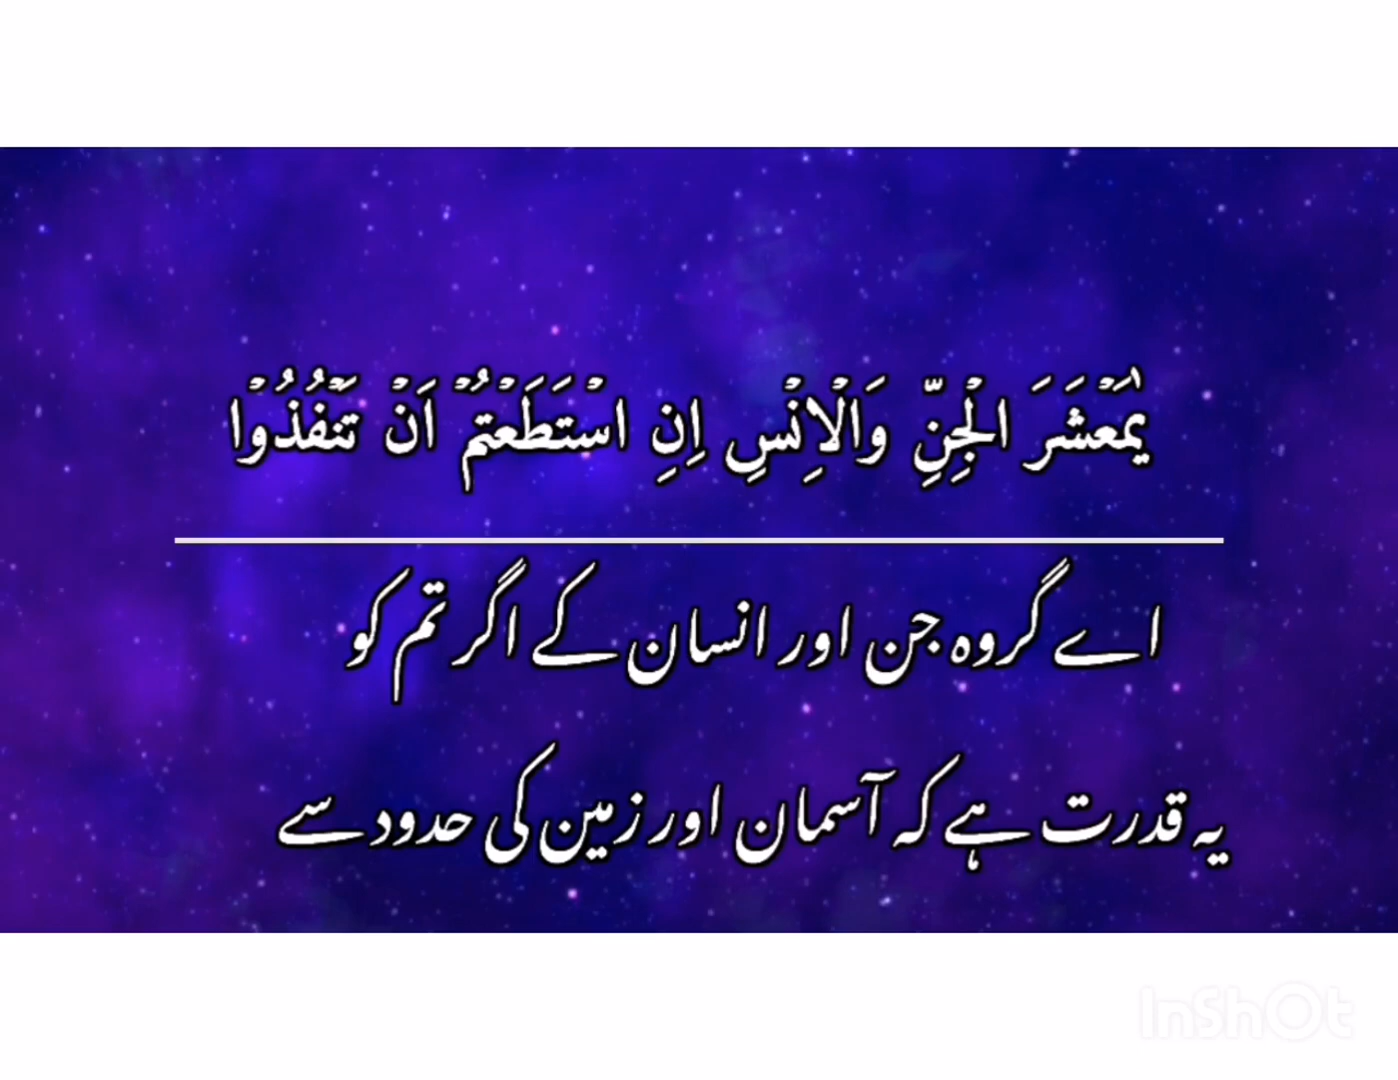 يٰمَعْشَرَ الْجِنِّ وَالْاِنْسِ اِنِ اسْتَطَعْتُمْ اَنْ تَنْفُذُوْا
اے گروہ جن اور انسان کے اگر تم کو
یہ قدرت ہے کہ آسمان اور زمین کی حدود سے
InShOt